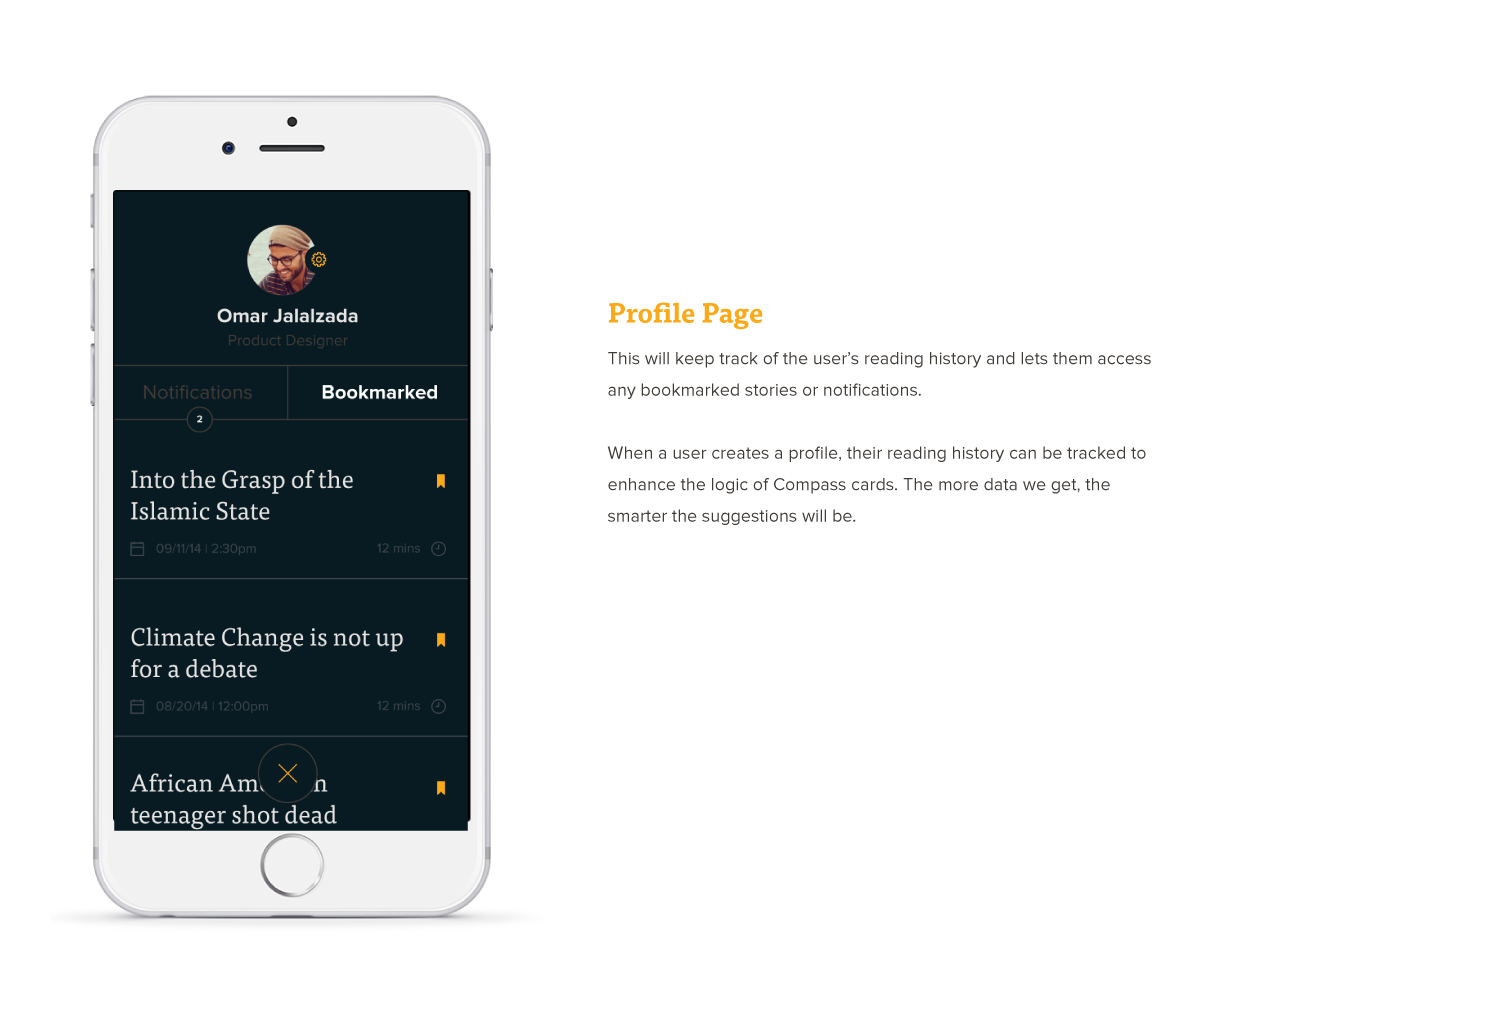 Omar Jalalzada
Product Designer
Notifications
2
Bookmarked
Into the Grasp of the
Islamic State
09/11/14 | 2:30pm
12 mins
Climate Change is not up
for a debate
08/20/14 | 12:00pm
12 mins
African
teenager shot dead
Profile Page
This will keep track of the user’s reading history and lets them access
any bookmarked stories or notifications.
When a user creates a profile, their reading history can be tracked to
enhance the logic of Compass cards. The more data we get, the
smarter the suggestions will be.